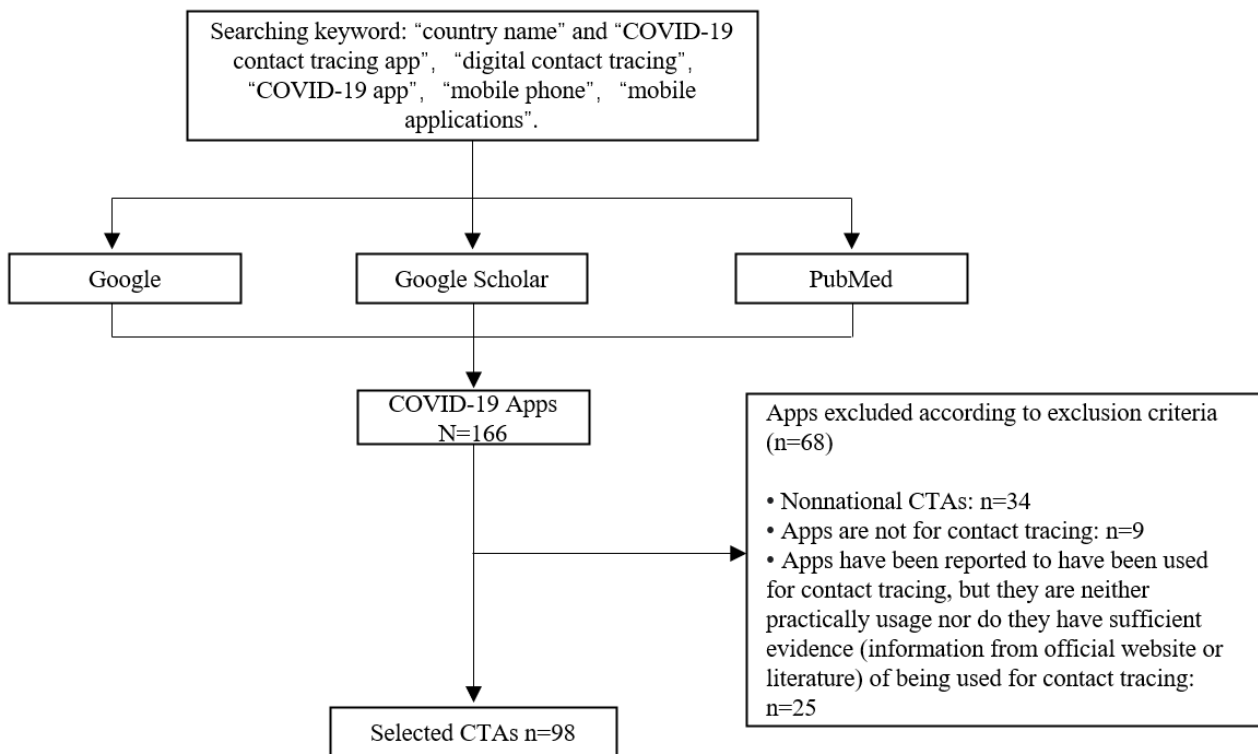 Searching keyword: “country name” and “COVID-19
contact tracing app”, “digital contact tracing”,
“COVID-19 app”, “mobile phone”, “mobile
applications”.
Google
Google Scholar
PubMed
COVID-19 Apps
N=166
Apps excluded according to exclusion criteria
(n=68)
• Nonnational CTAs: n=34
• Apps are not for contact tracing: n=9
• Apps have been reported to have been used
for contact tracing, but they are neither
practically usage nor do they have sufficient
evidence (information from official website or
literature) of being used for contact tracing:
n=25
Selected CTAs n=98